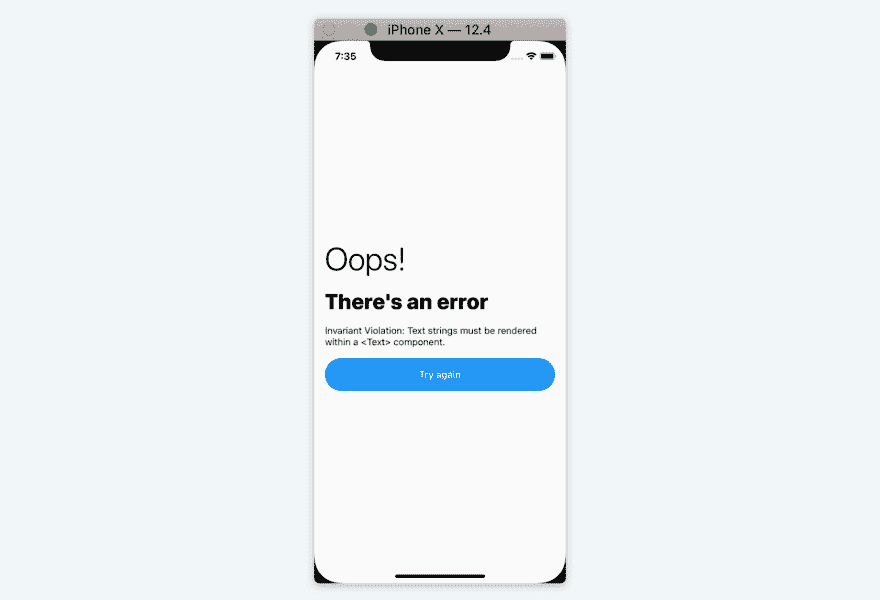 iPhone X — 12.4
7:35
Oops!
There's an error
Invariant Violation: Text strings must be rendered
within a <Text> component.
Try again